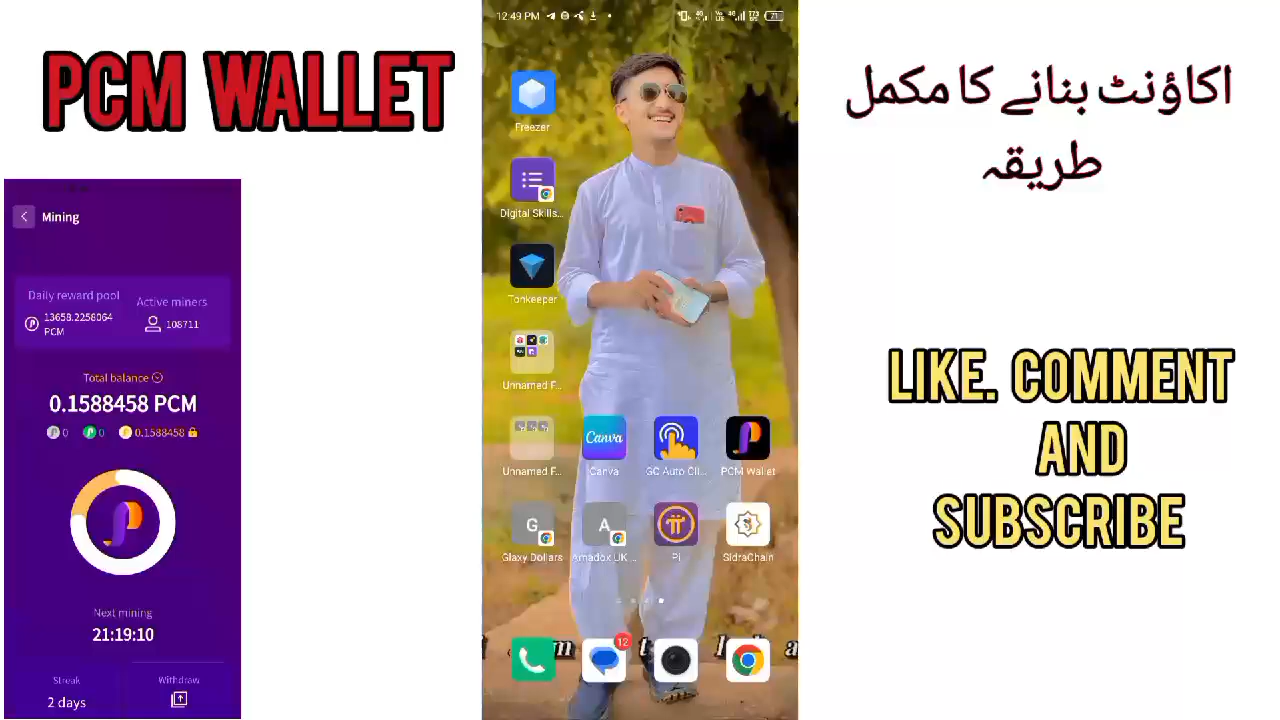 PCM WALLET
Mining
Daily reward pool
13658.2258064
PCM
Active miners
108711
Total balance
0.1588458 PCM
0
0
0.1588458
Next mining
21:19:10
Streak
2 days
Withdraw
12:49 PM
21
Freezer
Digital Skills...
Tonkeeper
Unnamed F...
Unnamed F...
Canva
Canva
GC Auto Cli...
PCM Wallet
G
Glaxy Dollars
A
Amadox UK ...
Pi
SidraChain
12
اکاؤنٹ بنانے کا مکمل
طریقہ
LIKE. COMMENT
AND
SUBSCRIBE